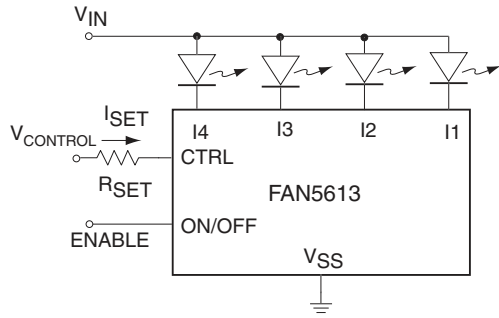 VIN
ISET
I4 I3 I2 I1
VCONTROL
CTRL
RSET
FAN5613
ON/OFF
ENABLE
VSS